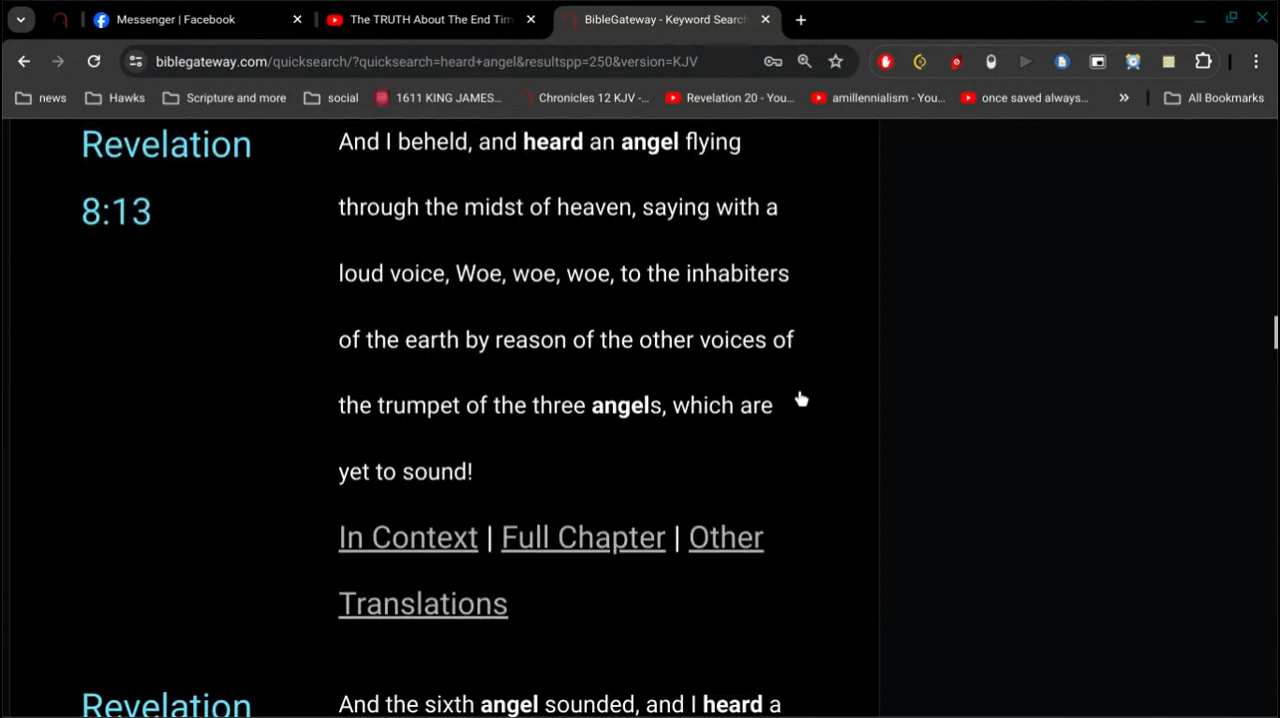 Messenger | Facebook
The TRUTH About The End Tim
BibleGateway - Keyword Search
biblegateway.com/quicksearch/?quicksearch=heard+angel&resultspp=250&version=KJV
news
Hawks
Scripture and more
social
1611 KING JAMES...
Chronicles 12 KJV -...
Revelation 20 - You...
amillennialism - You...
once saved always...
All Bookmarks
Revelation
8:13
And I beheld, and heard an angel flying
through the midst of heaven, saying with a
loud voice, Woe, woe, woe, to the inhabiters
of the earth by reason of the other voices of
the trumpet of the three angels, which are
yet to sound!
In Context | Full Chapter | Other
Translations
Revelation
And the sixth angel sounded, and I heard a